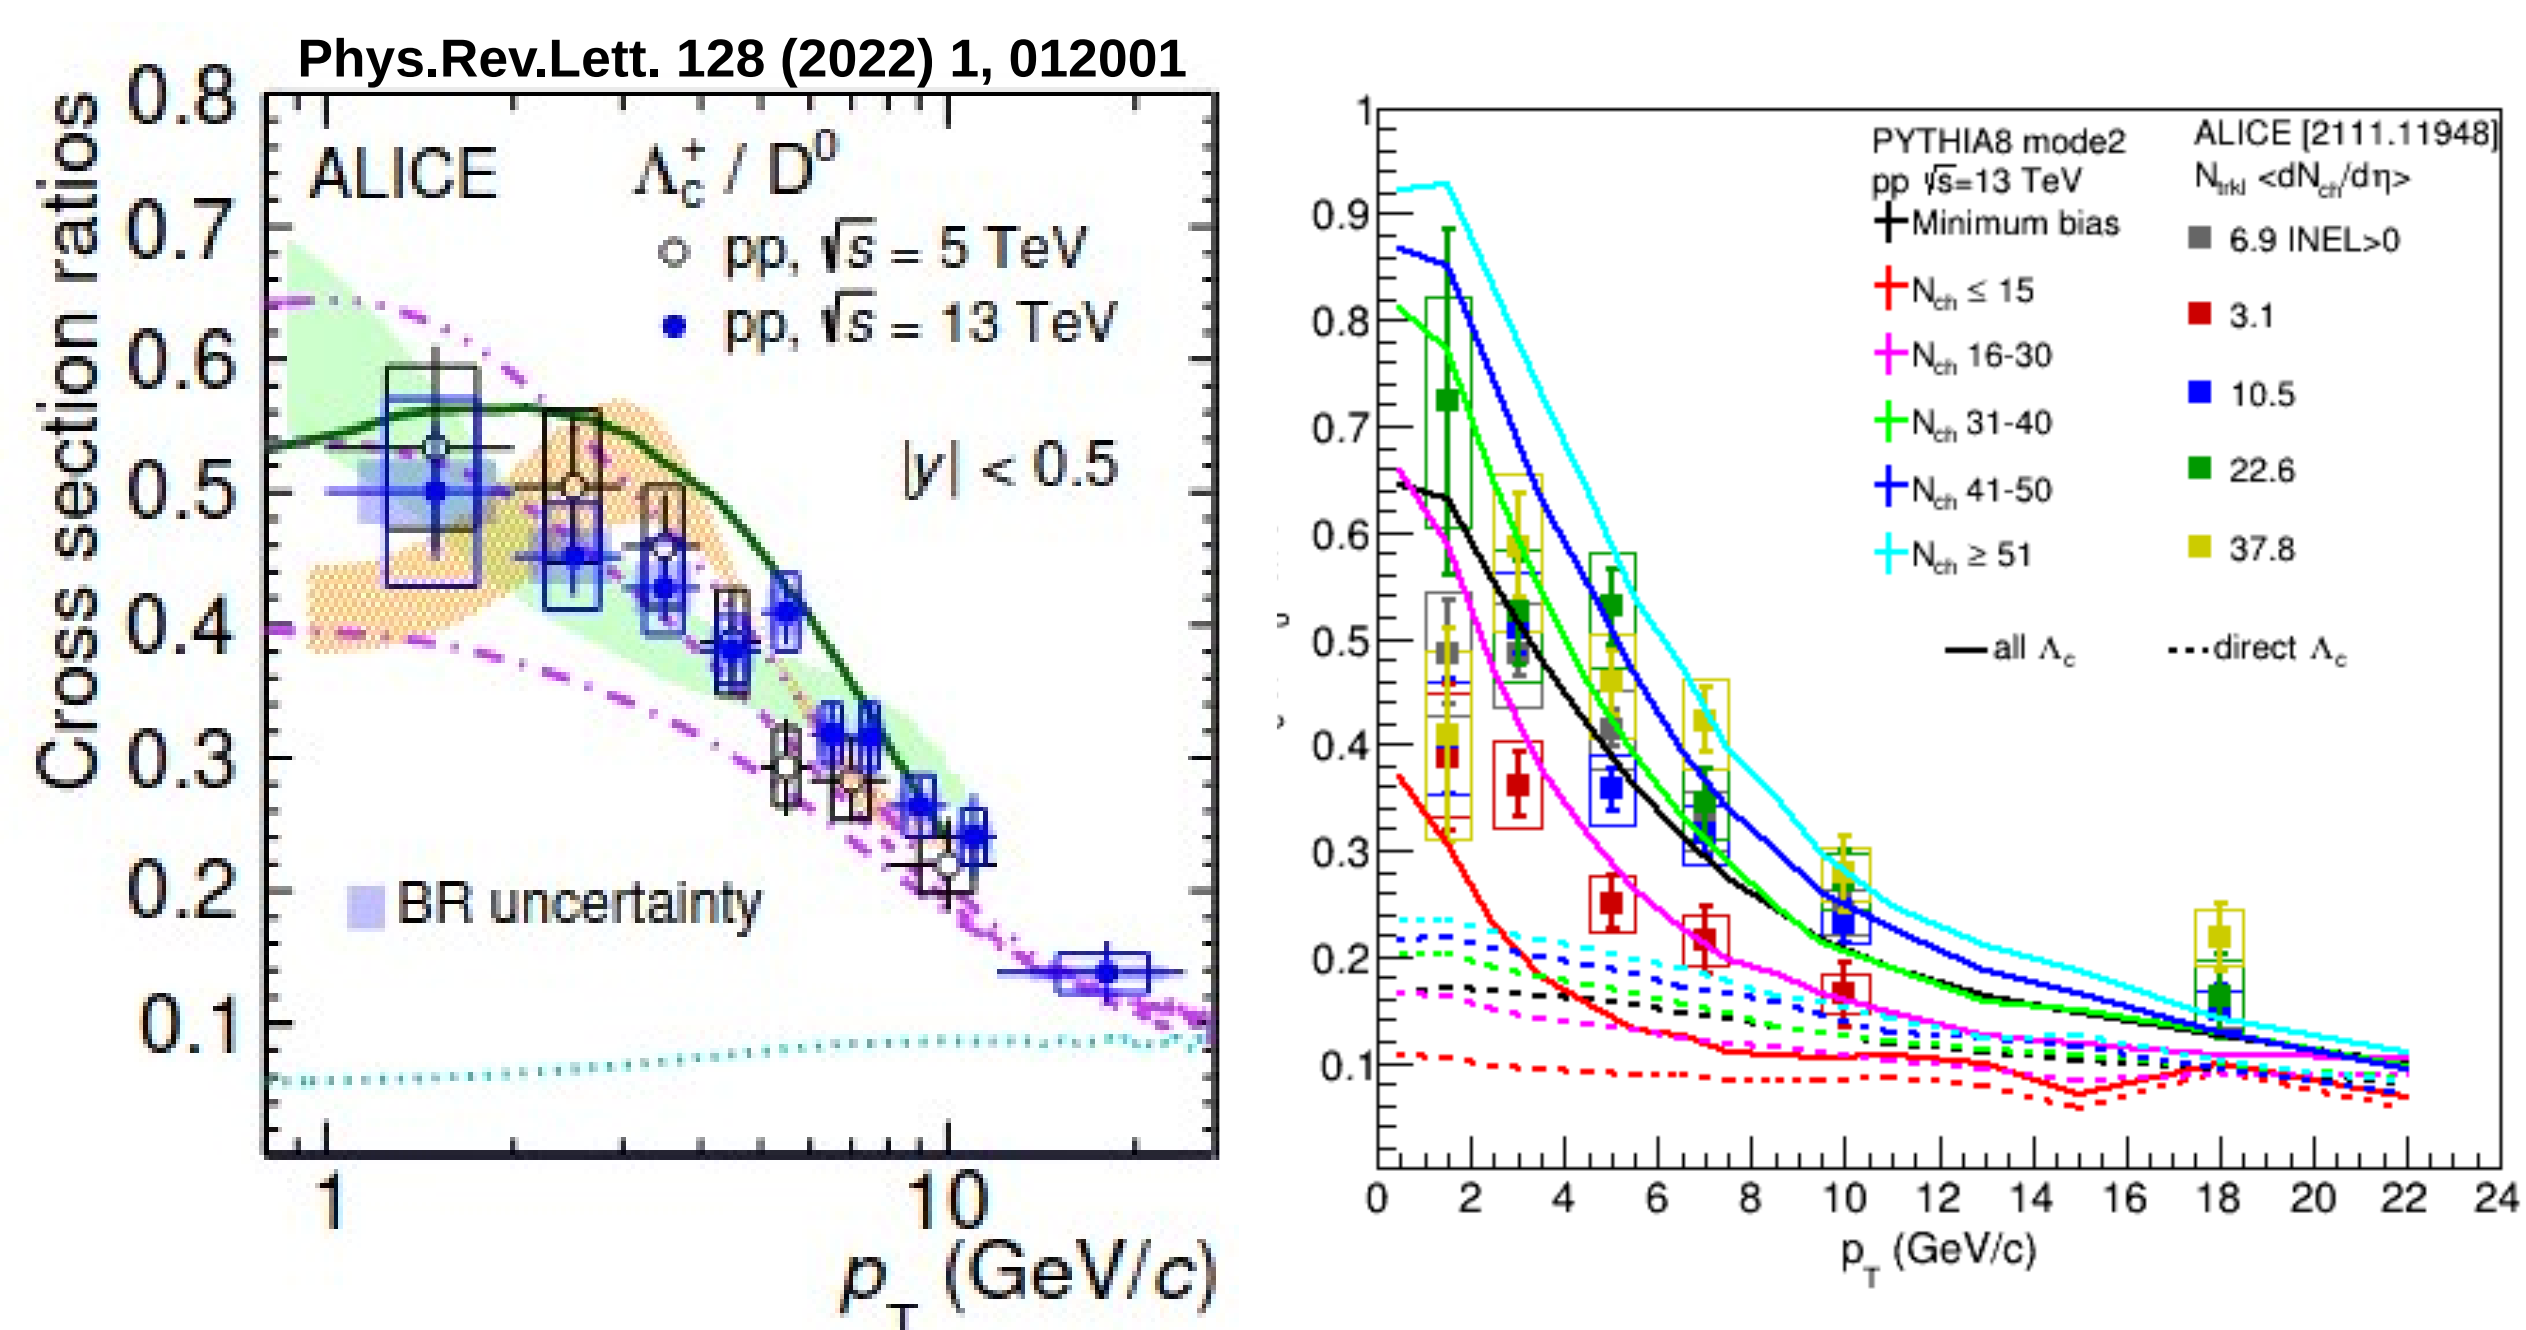 Phys.Rev.Lett. 128 (2022) 1, 012001
Cross section ratios
0.8
0.7
0.6
0.5
0.4
0.3
0.2
0.1
ALICE
Λc+ / D0
pp, √s = 5 TeV
pp, √s = 13 TeV
|y| < 0.5
BR uncertainty
1 10
pT (GeV/c)
1
0.9
0.8
0.7
0.6
0.5
0.4
0.3
0.2
0.1
PYTHIA8 mode2
pp √s=13 TeV
Minimum bias
Nch ≤ 15
Nch 16-30
Nch 31-40
Nch 41-50
Nch ≥ 51
ALICE [2111.11948]
Ntrkl <dNch/dη>
6.9 INEL>0
3.1
10.5
22.6
37.8
all Λc
direct Λc
0 2 4 6 8 10 12 14 16 18 20 22 24
pT (GeV/c)